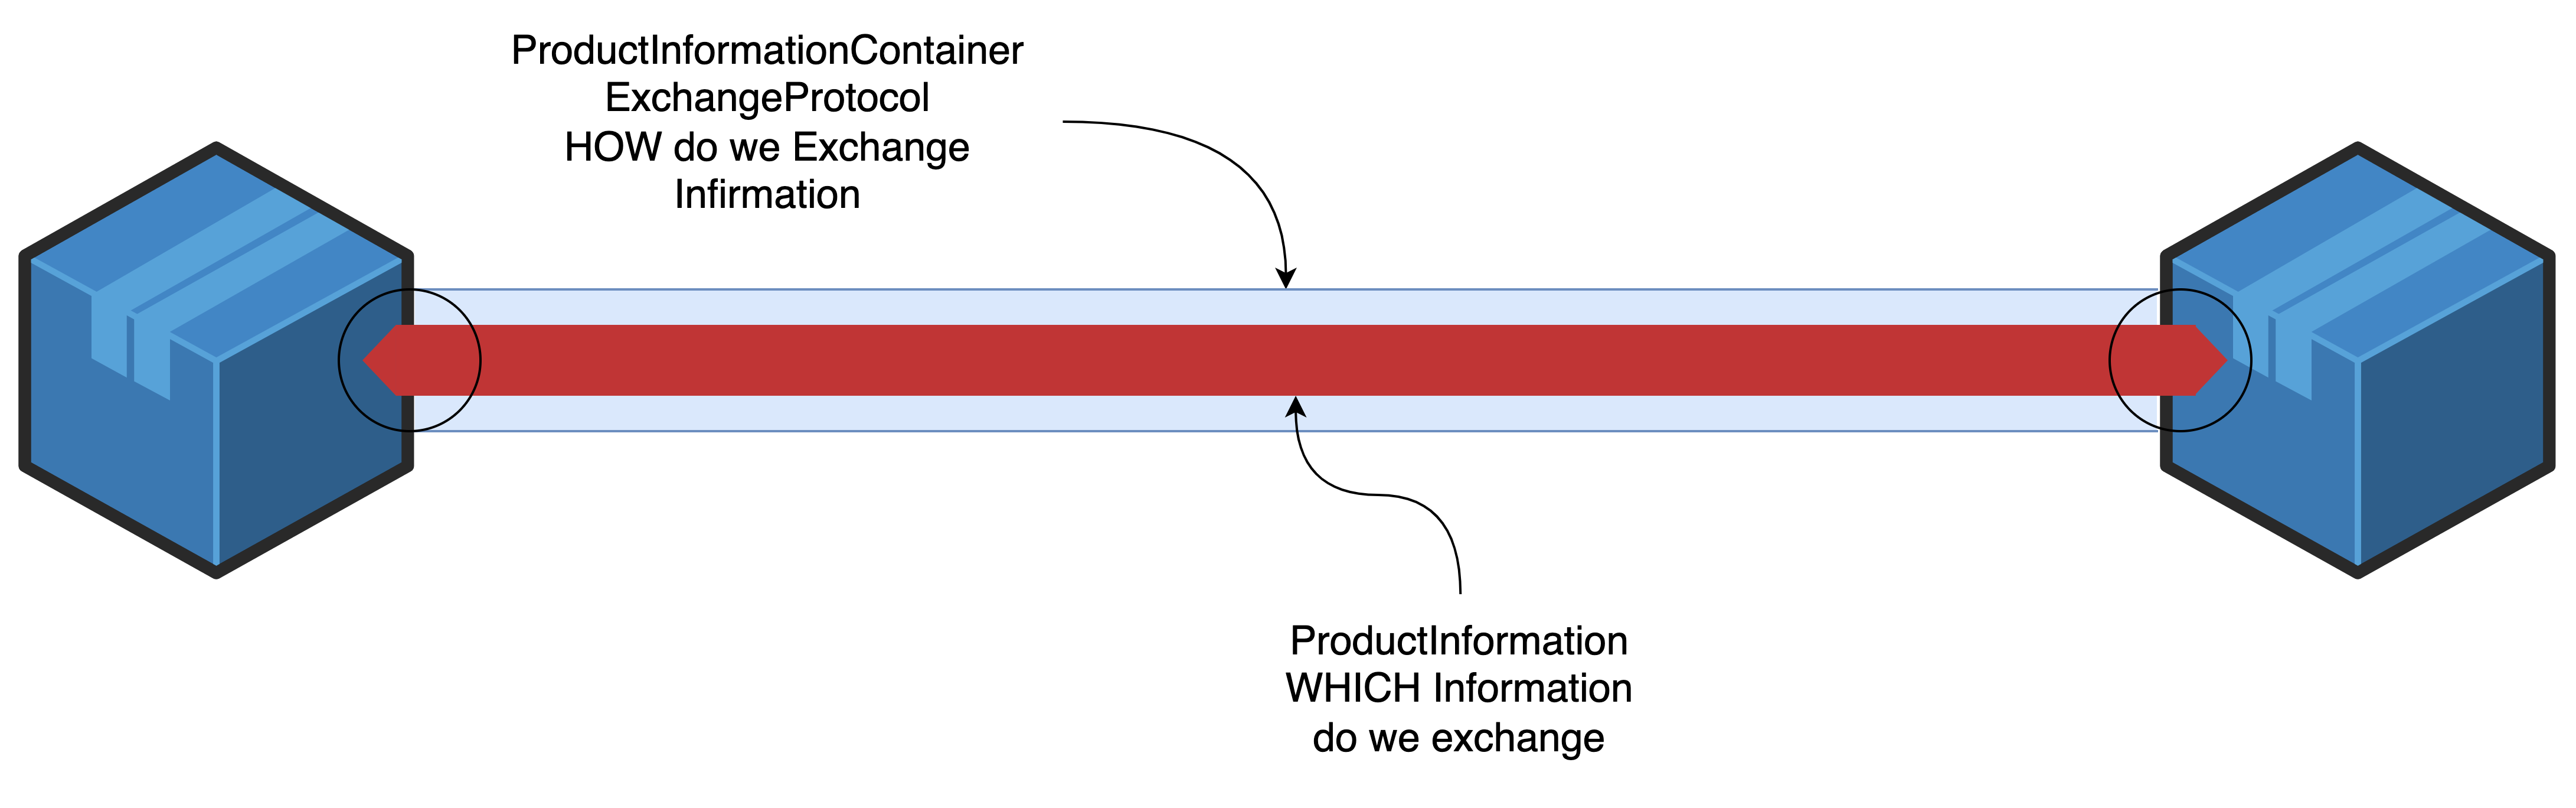 ProductInformationContainer
ExchangeProtocol
HOW do we Exchange
Infirmation
ProductInformation
WHICH Information
do we exchange